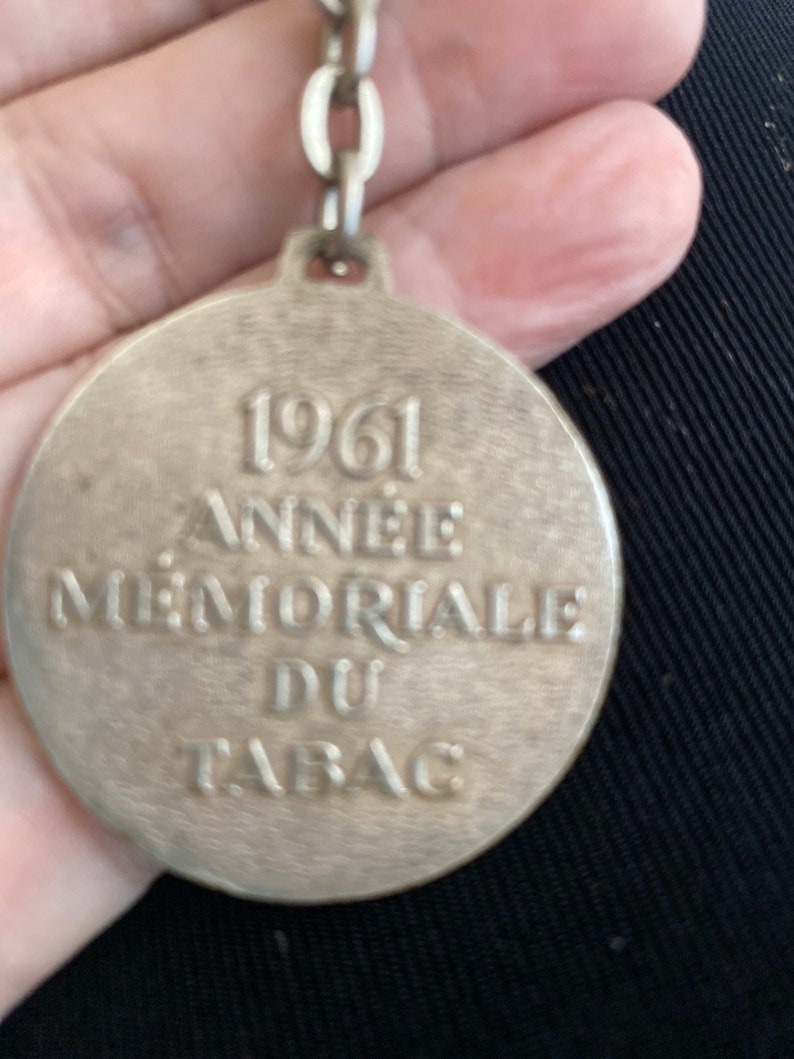 1961
ANNÉE
MÉMORIALE
DU
TABAC